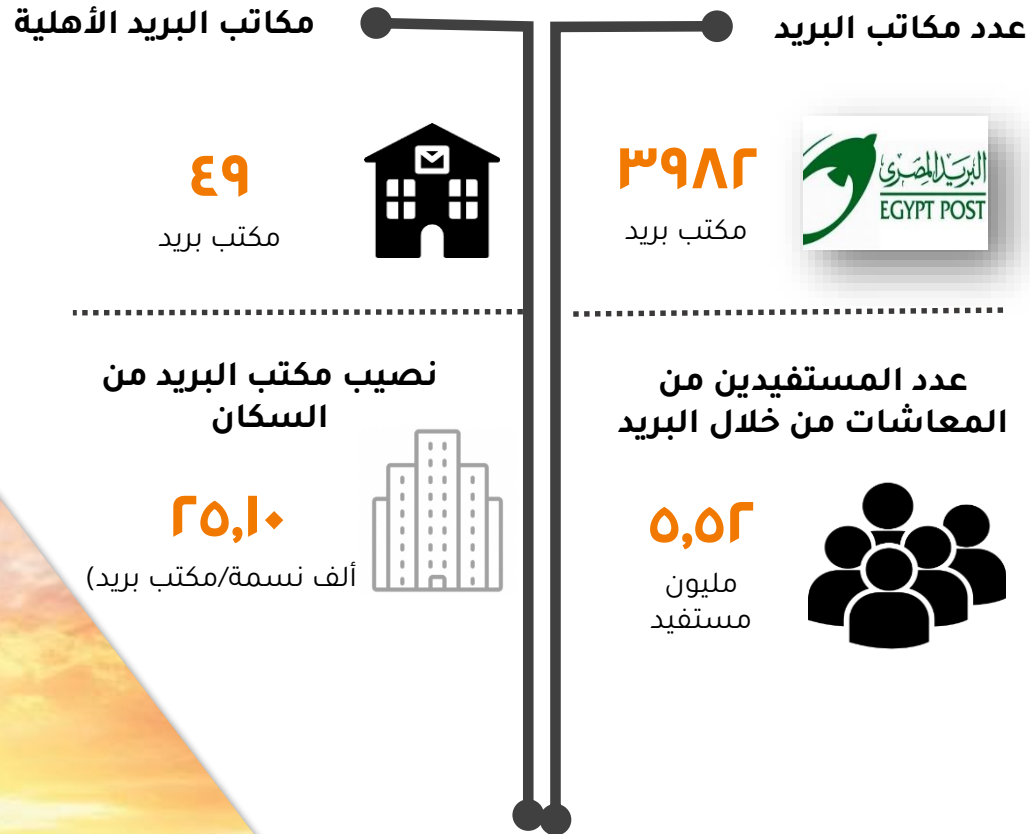 عدد مكاتب البريد
٣٩٨٢
مكتب بريد
البريد المصرى
EGYPT POST
مكاتب البريد الأهلية
٤٩
مكتب بريد
عدد المستفيدين من
المعاشات من خلال البريد
٥,٥٢
مليون
مستفيد
نصيب مكتب البريد من
السكان
٢٥,١٠
ألف نسمة/مكتب بريد)